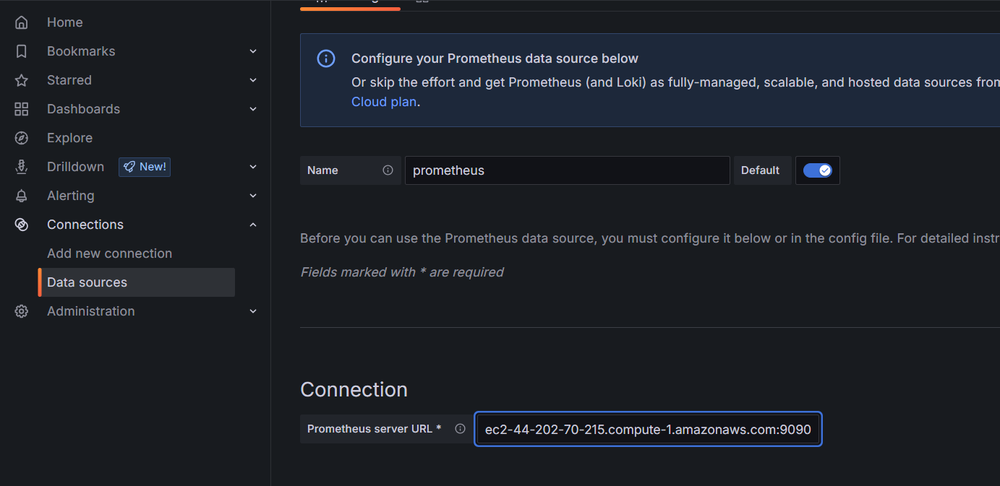 Home
Bookmarks
Starred
Dashboards
Explore
Drilldown New!
Alerting
Connections
Add new connection
Data sources
Administration
Configure your Prometheus data source below
Or skip the effort and get Prometheus (and Loki) as fully-managed, scalable, and hosted data sources from
Cloud plan.
Name prometheus Default
Before you can use the Prometheus data source, you must configure it below or in the config file. For detailed instr
Fields marked with * are required
Connection
Prometheus server URL * ec2-44-202-70-215.compute-1.amazonaws.com:9090